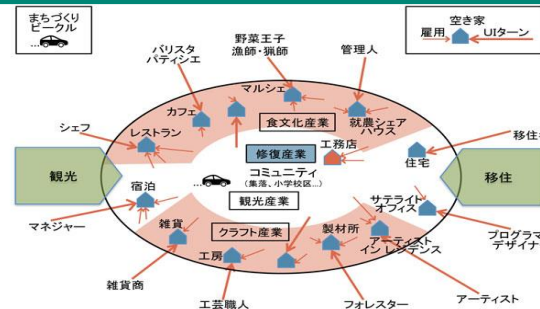 まちづくり
ビークル
空き家
雇用
UIターン
バリスタ
パティシエ
野菜王子
漁師・猟師
管理人
マルシェ
カフェ
食文化産業
就農シェア
ハウス
シェフ
レストラン
修復産業
工務店
移住
住宅
観光
コミュニティ
(集落、小学校区...)
移住
宿泊
観光産業
サテライト
オフィス
マネジャー
雑貨
クラフト産業
製材所
アーティスト
イン レジデンス
プログラマ
デザイナ
工房
雑貨商
工芸職人
フォレスター
アーティスト